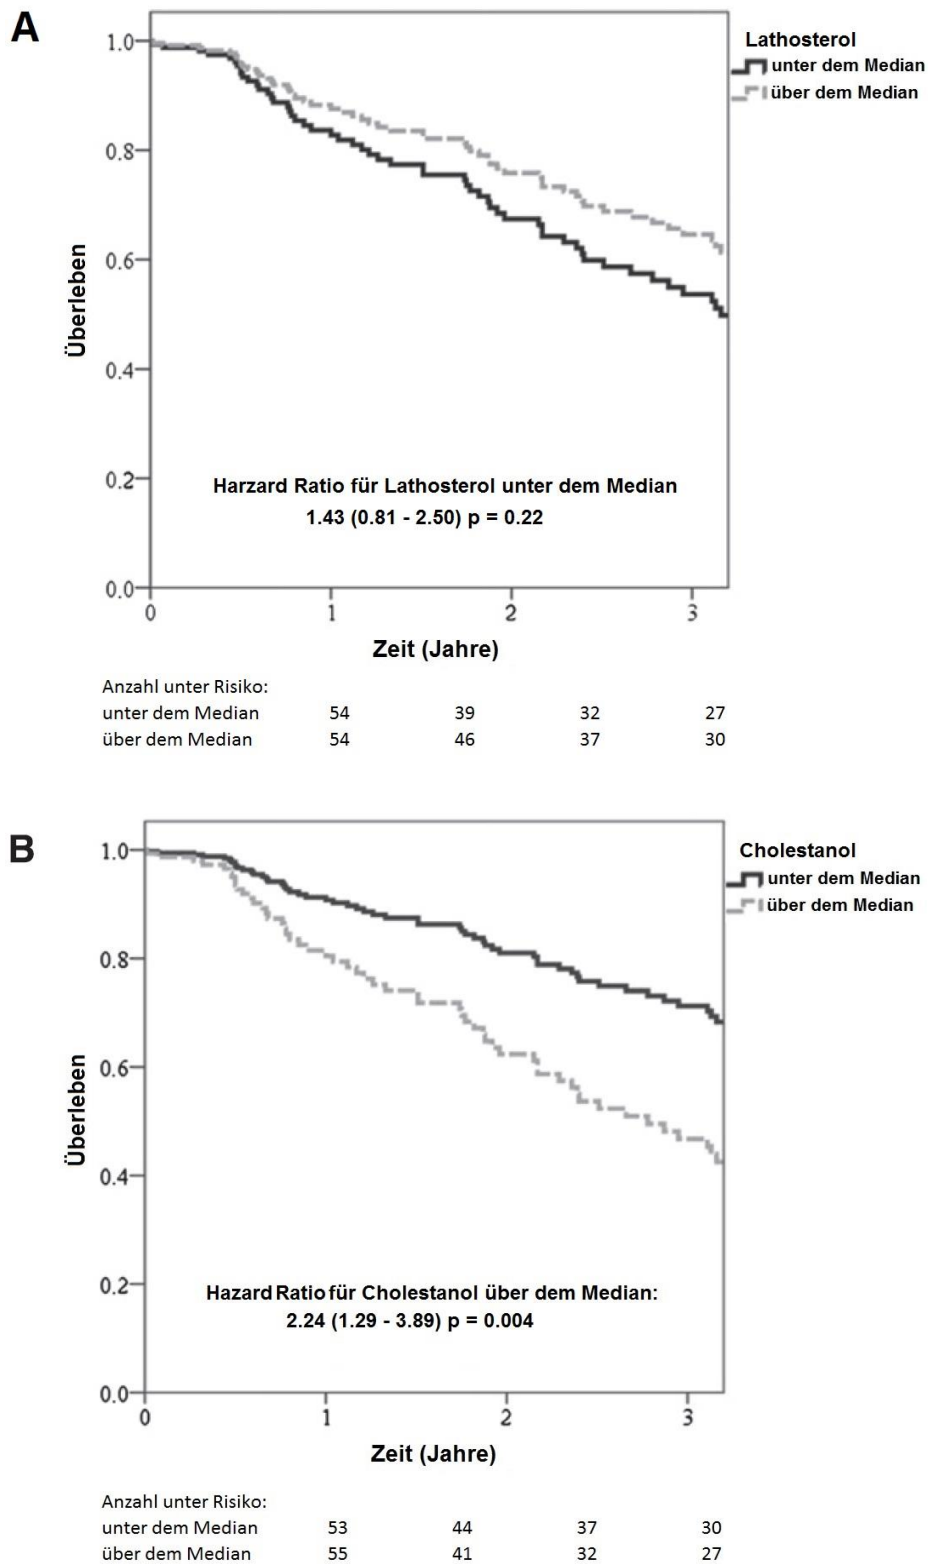 A
Lathosterol
unter dem Median
über dem Median
1.0
0.8
0.6
0.4
0.2
0.0
Überleben
Harzard Ratio für Lathosterol unter dem Median
1.43 (0.81 - 2.50) p = 0.22
0 1 2 3
Zeit (Jahre)
Anzahl unter Risiko:
unter dem Median 54 39 32 27
über dem Median 54 46 37 30
B
Cholestanol
unter dem Median
über dem Median
1.0
0.8
0.6
0.4
0.2
0.0
Überleben
Hazard Ratio für Cholestanol über dem Median:
2.24 (1.29 - 3.89) p = 0.004
0 1 2 3
Zeit (Jahre)
Anzahl unter Risiko:
unter dem Median 53 44 37 30
über dem Median 55 41 32 27